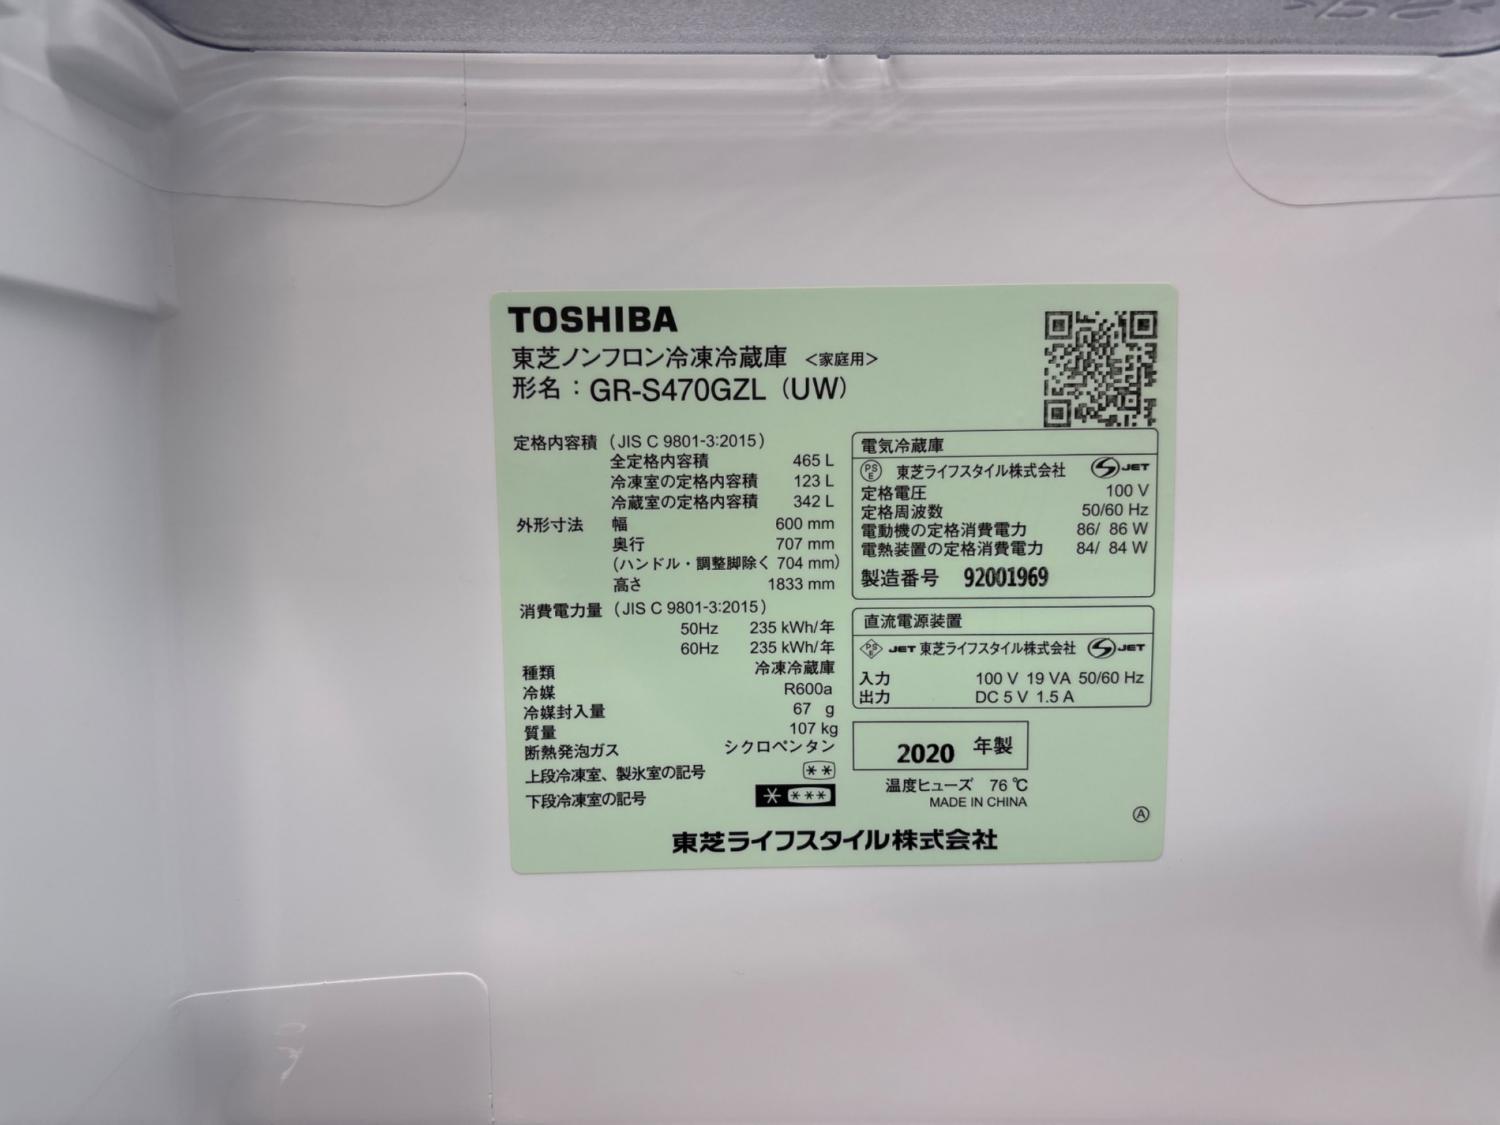 TOSHIBA
東芝ノンフロン冷凍冷蔵庫 <家庭用>
形名：GR-S470GZL (UW)
定格内容積 (JIS C 9801-3:2015)
全定格内容積 465 L
冷凍室の定格内容積 123 L
冷蔵室の定格内容積 342 L
外形寸法 幅 600 mm
奥行 707 mm
(ハンドル・調整脚除く 704 mm)
高さ 1833 mm
消費電力量 (JIS C 9801-3:2015)
50Hz 235 kWh/年
60Hz 235 kWh/年
種類 冷凍冷蔵庫
冷媒 R600a
冷媒封入量 67 g
質量 107 kg
断熱発泡ガス シクロペンタン
上段冷凍室、製氷室の記号 **
下段冷凍室の記号 * ***
電気冷蔵庫
PSE 東芝ライフスタイル株式会社 S JET
定格電圧 100 V
定格周波数 50/60 Hz
電動機の定格消費電力 86/ 86 W
電熱装置の定格消費電力 84/ 84 W
製造番号 92001969
直流電源装置
PSE JET 東芝ライフスタイル株式会社 S JET
入力 100 V 19 VA 50/60 Hz
出力 DC 5 V 1.5 A
2020 年製
温度ヒューズ 76 ℃
MADE IN CHINA
Ⓐ
東芝ライフスタイル株式会社